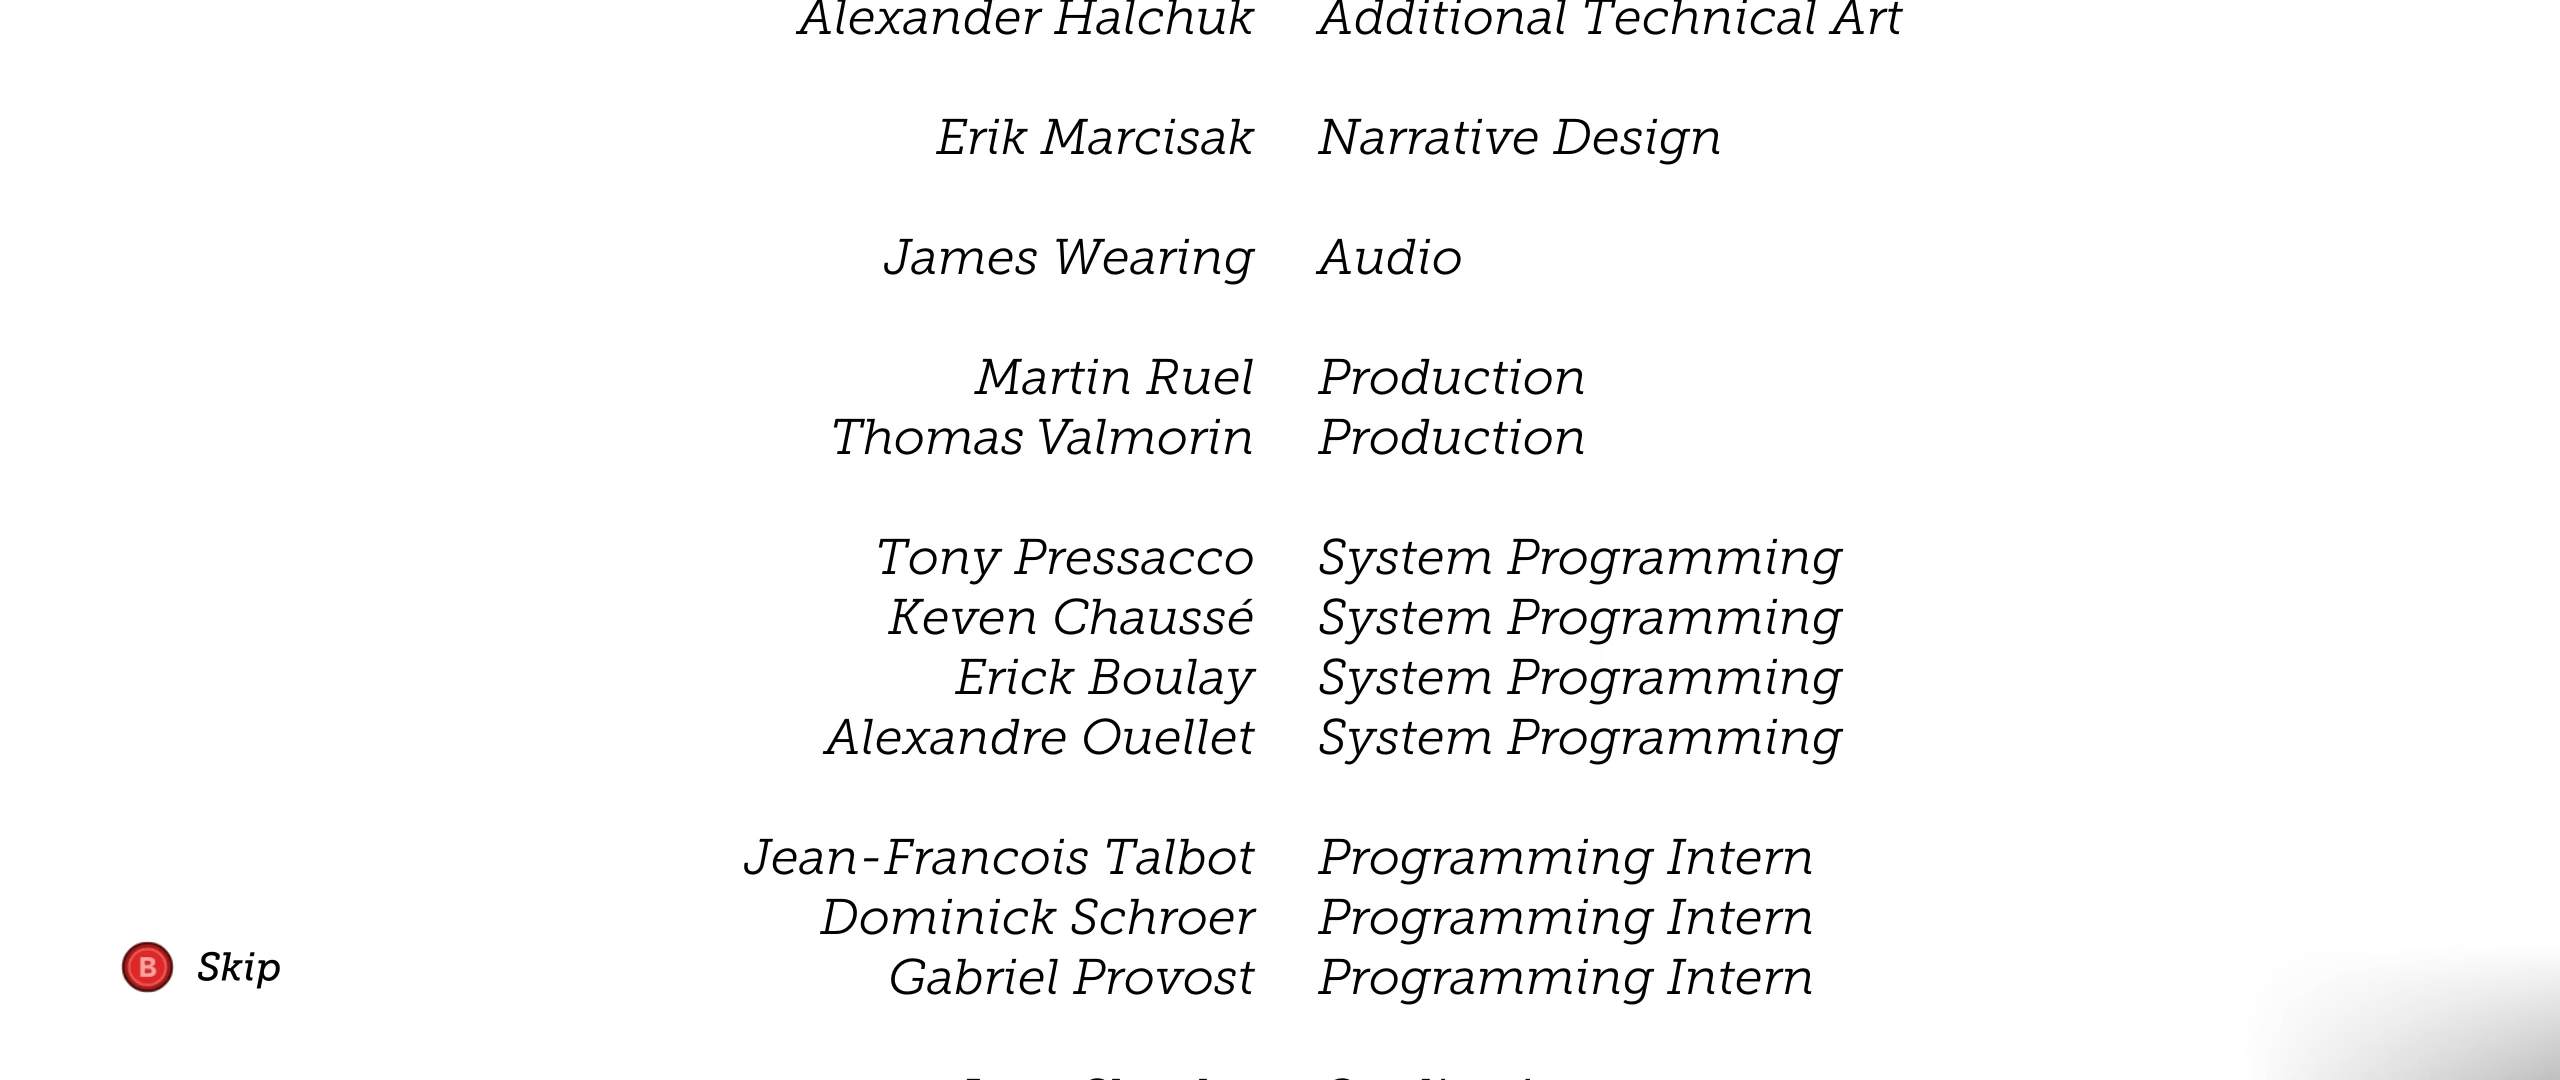 Alexander Halchuk Additional Technical Art
Erik Marcisak Narrative Design
James Wearing Audio
Martin Ruel Production
Thomas Valmorin Production
Tony Pressacco System Programming
Keven Chaussé System Programming
Erick Boulay System Programming
Alexandre Ouellet System Programming
Jean-Francois Talbot Programming Intern
Dominick Schroer Programming Intern
Gabriel Provost Programming Intern
B Skip